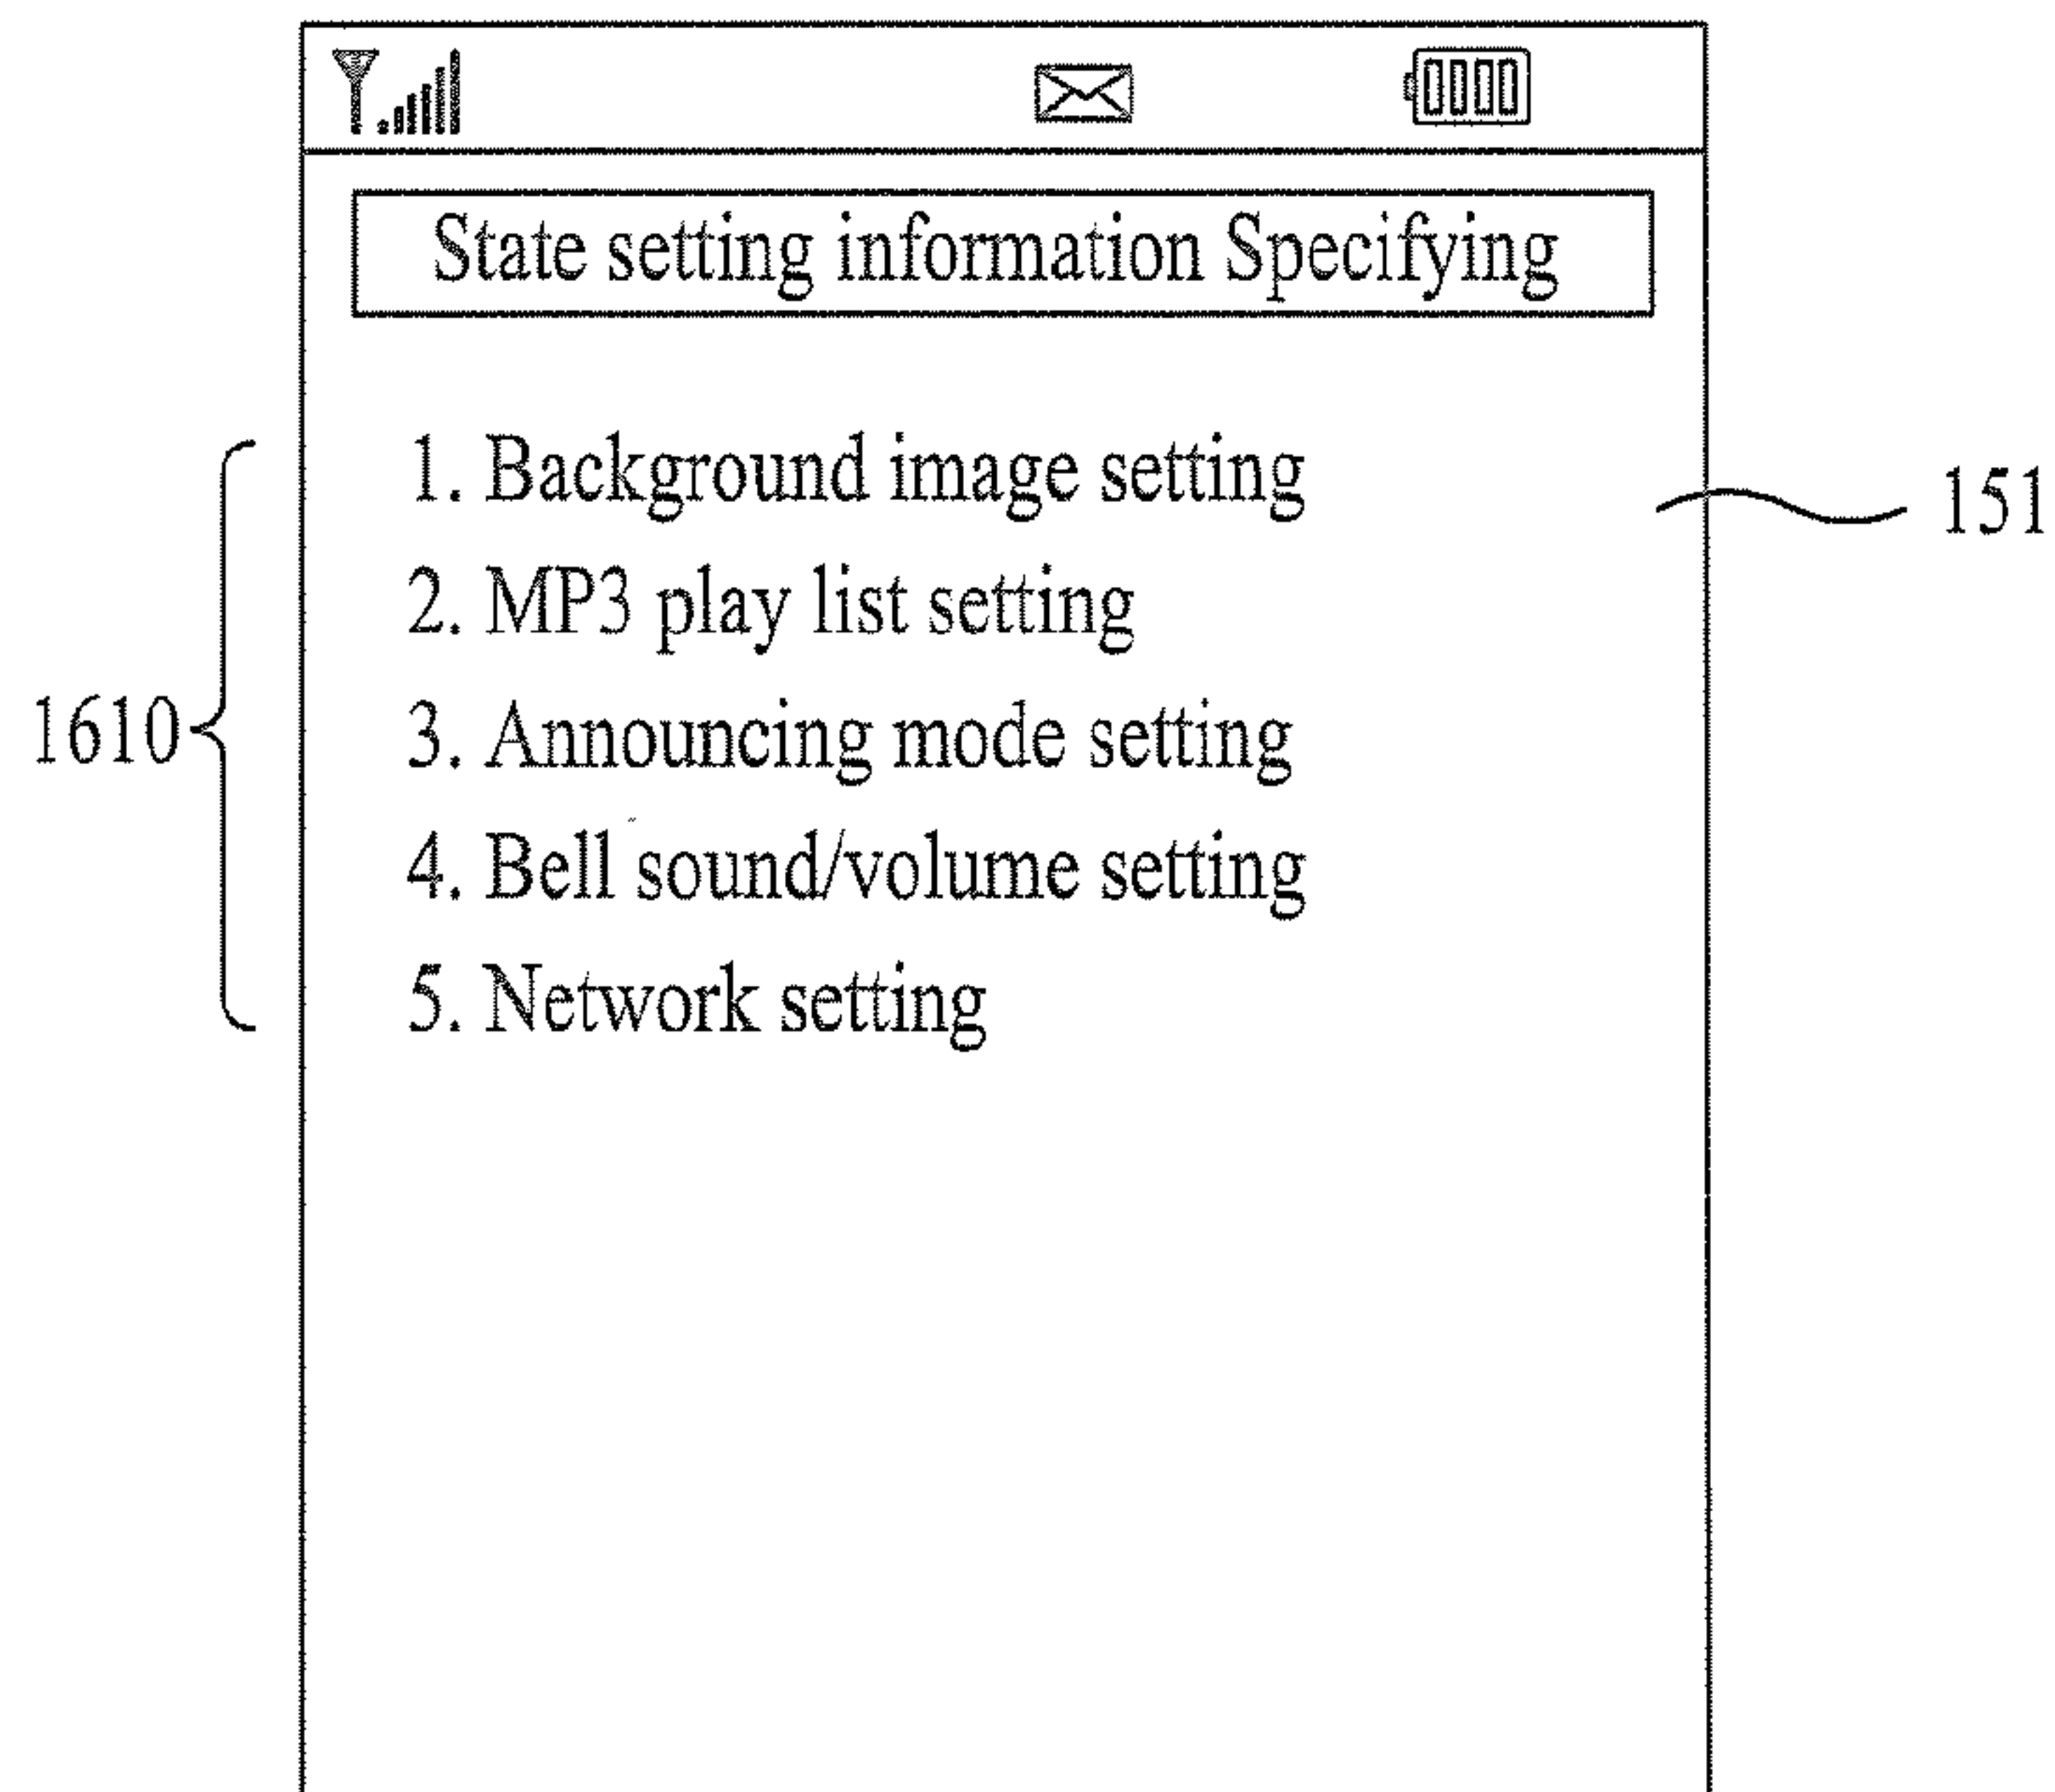 State setting information Specifying
1. Background image setting
151
2. MP3 play list setting
1610
3. Announcing mode setting
4. Bell sound/volume setting
5. Network setting